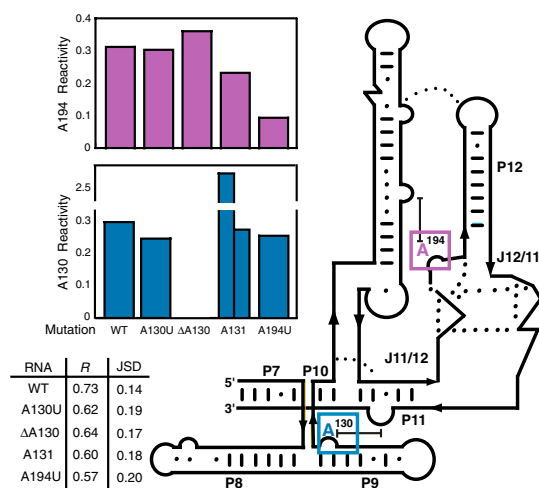 0.4
0.3
0.2
0.1
0
A194 Reactivity
2.5
0.3
0.2
0.1
0
A130 Reactivity
Mutation WT A130U ΔA130 A131 A194U
RNA R JSD
WT 0.73 0.14
A130U 0.62 0.19
ΔA130 0.64 0.17
A131 0.60 0.18
A194U 0.57 0.20
P12
A194
J12/11
J11/12
P7 P10
5'
3'
P11
A130
P8 P9